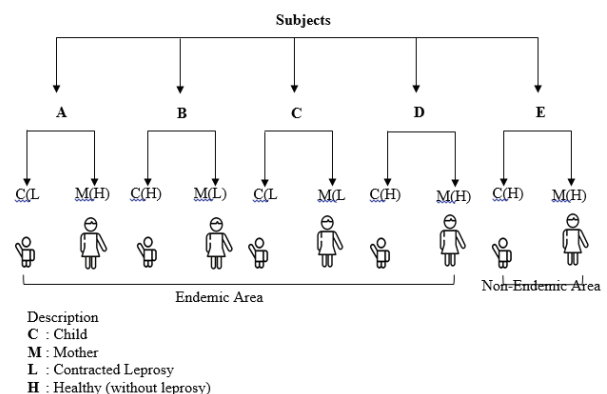 Subjects
A B C D E
C(L M(H) C(H) M(L) C(L M(L C(H) M(H) C(H) M(H)
Endemic Area Non-Endemic Area
Description
C : Child
M : Mother
L : Contracted Leprosy
H : Healthy (without leprosy)